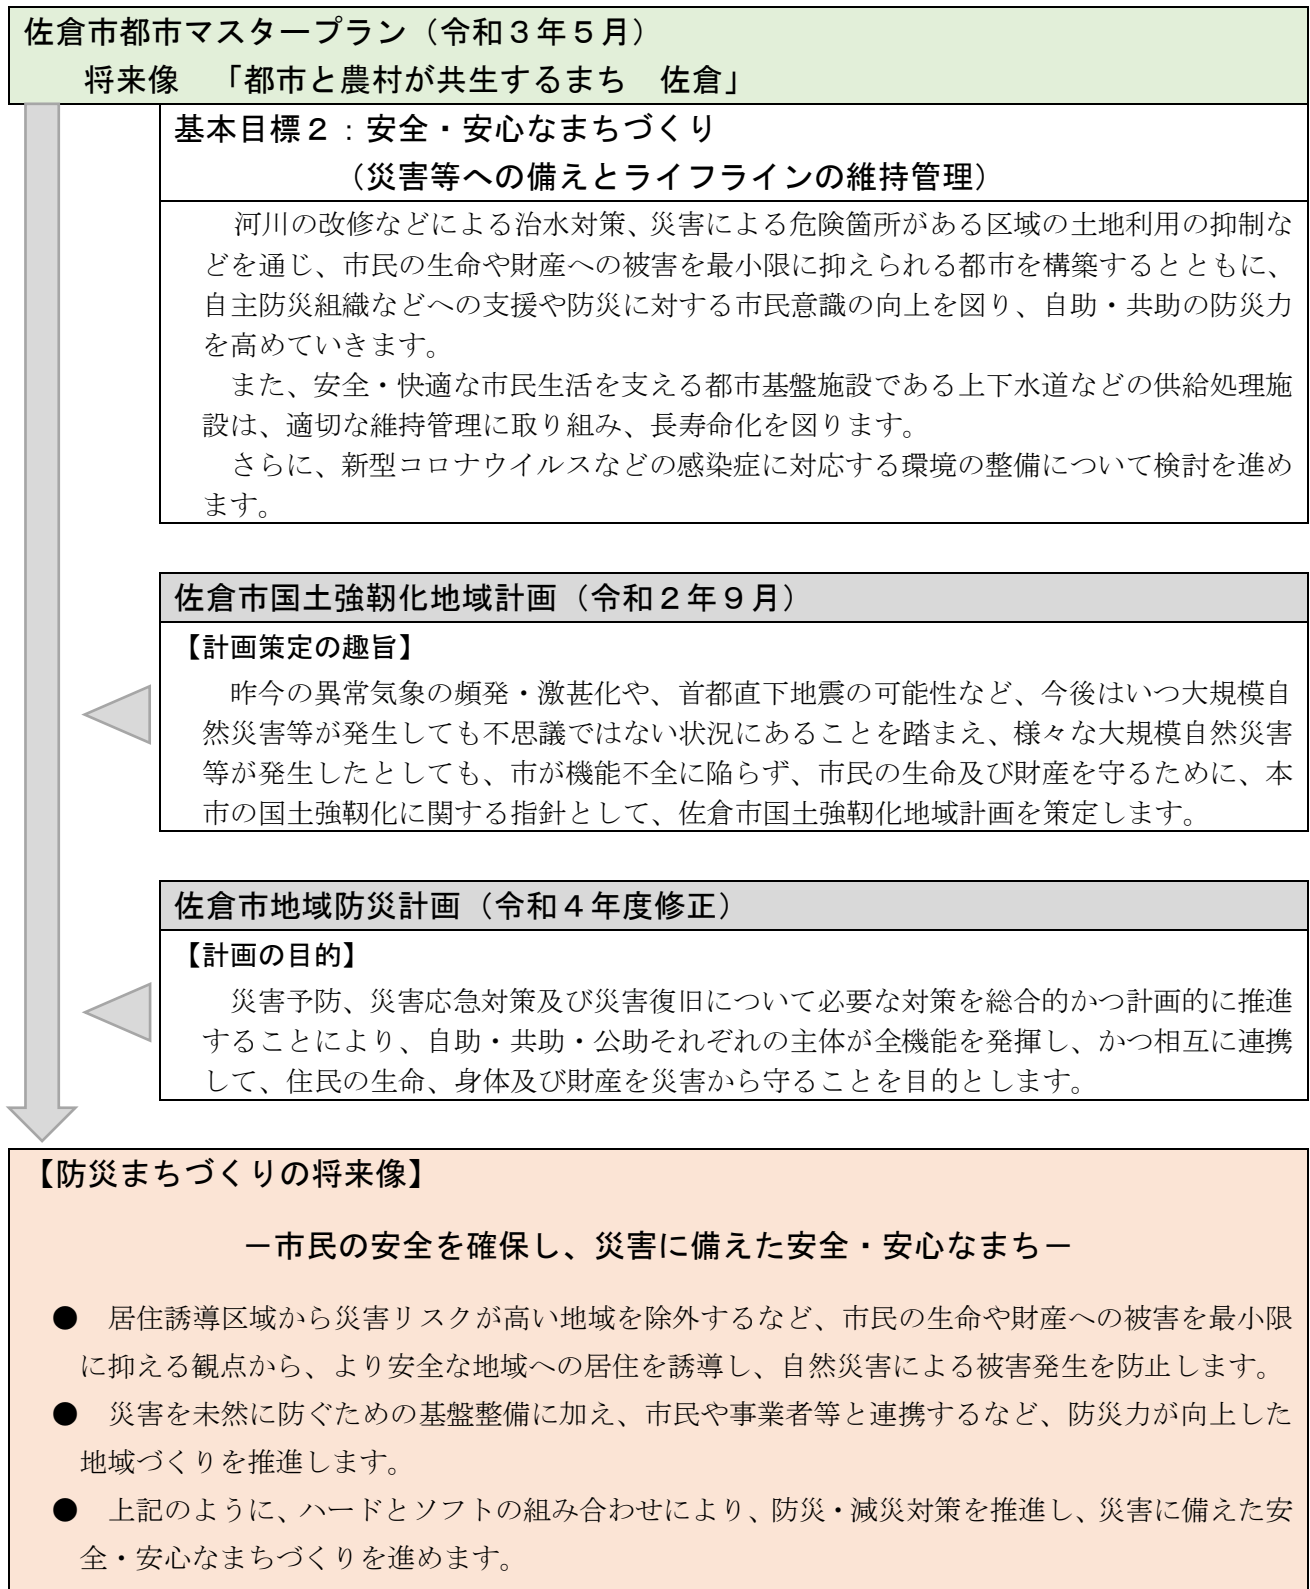 佐倉市都市マスタープラン（令和３年５月）
将来像　「都市と農村が共生するまち　佐倉」
基本目標２：安全・安心なまちづくり
（災害等への備えとライフラインの維持管理）
河川の改修などによる治水対策、災害による危険箇所がある区域の土地利用の抑制な
どを通じ、市民の生命や財産への被害を最小限に抑えられる都市を構築するとともに、
自主防災組織などへの支援や防災に対する市民意識の向上を図り、自助・共助の防災力
を高めていきます。
また、安全・快適な市民生活を支える都市基盤施設である上下水道などの供給処理施
設は、適切な維持管理に取り組み、長寿命化を図ります。
さらに、新型コロナウイルスなどの感染症に対応する環境の整備について検討を進め
ます。
佐倉市国土強靭化地域計画（令和２年９月）
【計画策定の趣旨】
昨今の異常気象の頻発・激甚化や、首都直下地震の可能性など、今後はいつ大規模自
然災害等が発生しても不思議ではない状況にあることを踏まえ、様々な大規模自然災害
等が発生したとしても、市が機能不全に陥らず、市民の生命及び財産を守るために、本
市の国土強靭化に関する指針として、佐倉市国土強靭化地域計画を策定します。
佐倉市地域防災計画（令和４年度修正）
【計画の目的】
災害予防、災害応急対策及び災害復旧について必要な対策を総合的かつ計画的に推進
することにより、自助・共助・公助それぞれの主体が全機能を発揮し、かつ相互に連携
して、住民の生命、身体及び財産を災害から守ることを目的とします。
【防災まちづくりの将来像】
－市民の安全を確保し、災害に備えた安全・安心なまち－
●　居住誘導区域から災害リスクが高い地域を除外するなど、市民の生命や財産への被害を最小限
に抑える観点から、より安全な地域への居住を誘導し、自然災害による被害発生を防止します。
●　災害を未然に防ぐための基盤整備に加え、市民や事業者等と連携するなど、防災力が向上した
地域づくりを推進します。
●　上記のように、ハードとソフトの組み合わせにより、防災・減災対策を推進し、災害に備えた安
全・安心なまちづくりを進めます。